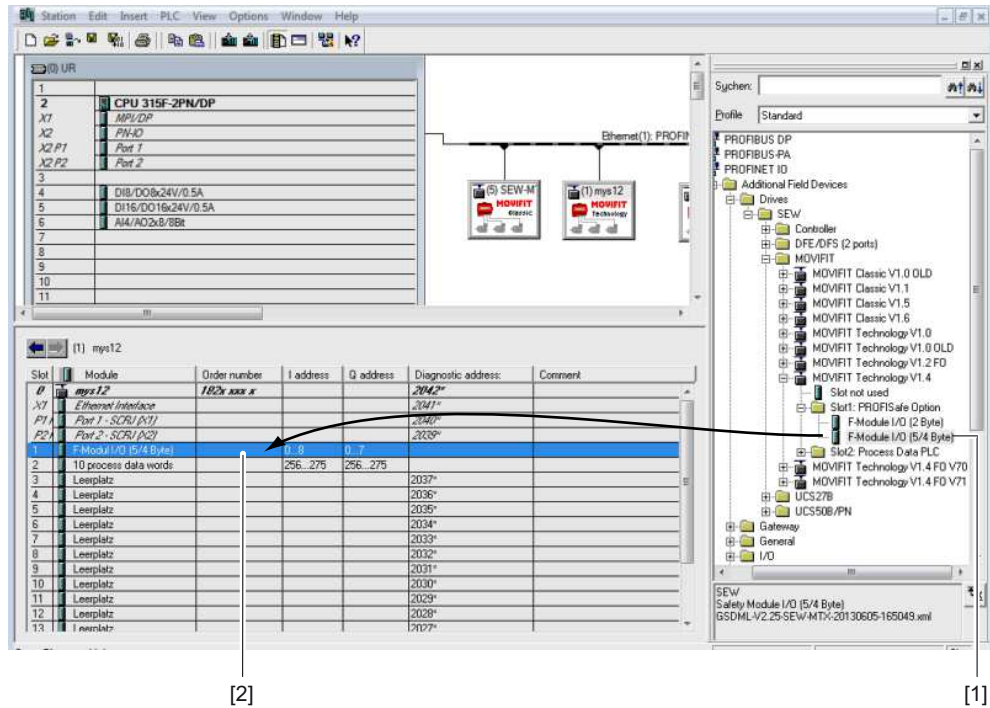 Station Edit Insert PLC View Options Window Help
(0) UR
1
2 CPU 315F-2PN/DP
X1 MPI/DP
X2 PN-IO
X2 P1 Port 1
X2 P2 Port 2
3
4 DI8/DO8x24V/0.5A
5 DI16/DO16x24V/0.5A
6 AI4/AO2x8/8Bit
7
8
9
10
11
Ethernet(1): PROFIN
(5) SEW-M
MOVIFIT
Classic
(1) mys12
MOVIFIT
Technology
(1) mys12
Slot Module Order number I address Q address Diagnostic address: Comment
0 mys12 182x xxx x 2042*
X1 Ethernet Interface 2041*
P1 Port 1 - SCRJ (X1) 2040*
P2 Port 2 - SCRJ (X2) 2039*
1 F-Modul I/O (5/4 Byte) 0...8 0...7
2 10 process data words 256...275 256...275
3 Leerplatz 2037*
4 Leerplatz 2036*
5 Leerplatz 2035*
6 Leerplatz 2034*
7 Leerplatz 2033*
8 Leerplatz 2032*
9 Leerplatz 2031*
10 Leerplatz 2030*
11 Leerplatz 2029*
12 Leerplatz 2028*
13 Leerplatz 2027*
Suchen:
Profile Standard
PROFIBUS DP
PROFIBUS-PA
PROFINET IO
Additional Field Devices
Drives
SEW
Controller
DFE/DFS (2 ports)
MOVIFIT
MOVIFIT Classic V1.0 OLD
MOVIFIT Classic V1.1
MOVIFIT Classic V1.5
MOVIFIT Classic V1.6
MOVIFIT Technology V1.0
MOVIFIT Technology V1.0 OLD
MOVIFIT Technology V1.2 FO
MOVIFIT Technology V1.4
Slot not used
Slot1: PROFISafe Option
F-Module I/O (2 Byte)
F-Module I/O (5/4 Byte)
Slot2: Process Data PLC
MOVIFIT Technology V1.4 FO V70
MOVIFIT Technology V1.4 FO V71
UCS27B
UCS50B/PN
Gateway
General
I/O
SEW
Safety Module I/O (5/4 Byte)
GSDML-V2.25-SEW-MTX-20130605-165049.xml
[2]
[1]